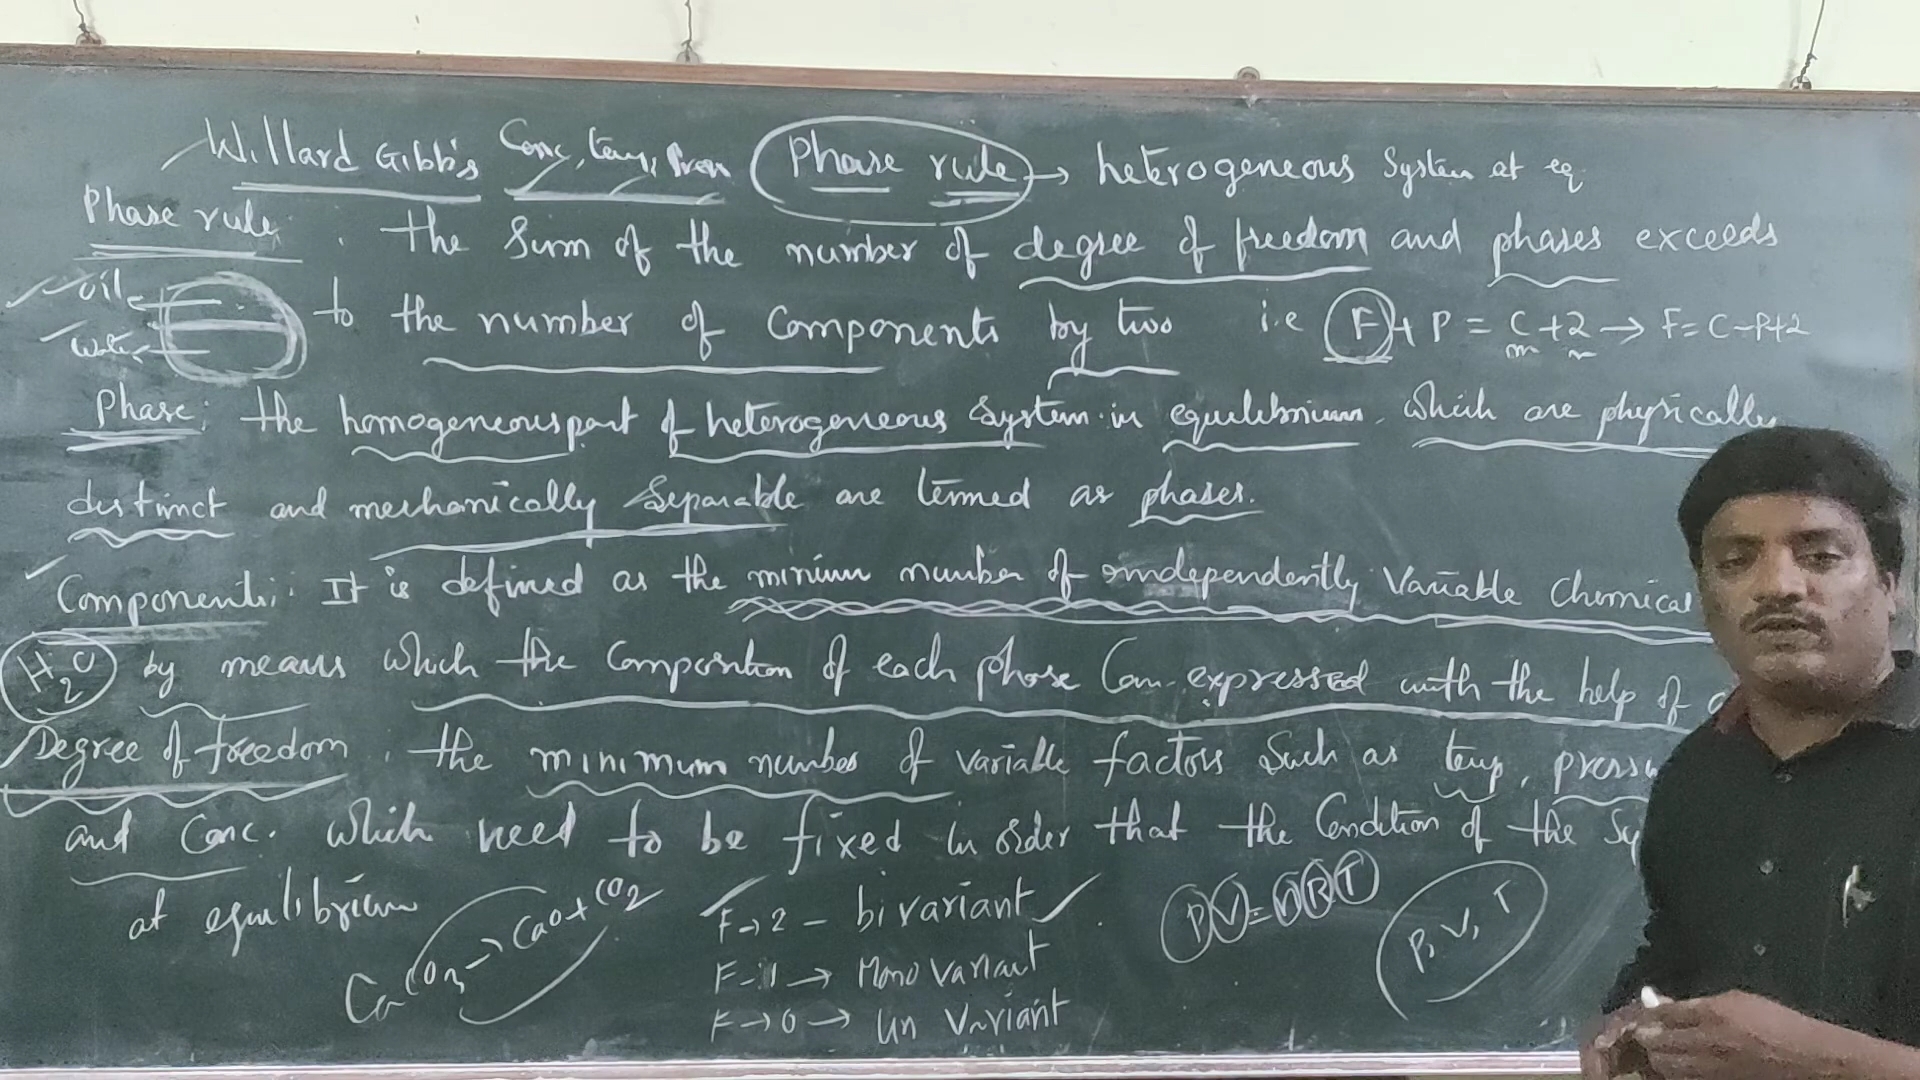 Willard Gibb's Conc, tem, Pressn Phase rule → heterogeneous System at eq
Phase rule : the Sum of the number of degree of freedom and phases exceeds
oil
to the number of Components by two i.e F + P = C + 2 → F = C - P + 2
water
Phase : the homogeneous part of heterogeneous System in equilibrium, which are physically
distinct and mechanically Separable are termed as phases.
Components : It is defined as the minium number of independently Variable Chemical
H2O by means which the Composition of each phase Can expressed with the help of
Degree of freedom : the minimum number of variable factors Such as temp, pressu
and Conc. which need to be fixed in order that the Condition of the Sy
at equilibrium
CaCO3 → CaO + CO2
F → 2 - bivariant
F - 1 → Mono variant
F → 0 → Un Variant
PV = nRT
P, V, T